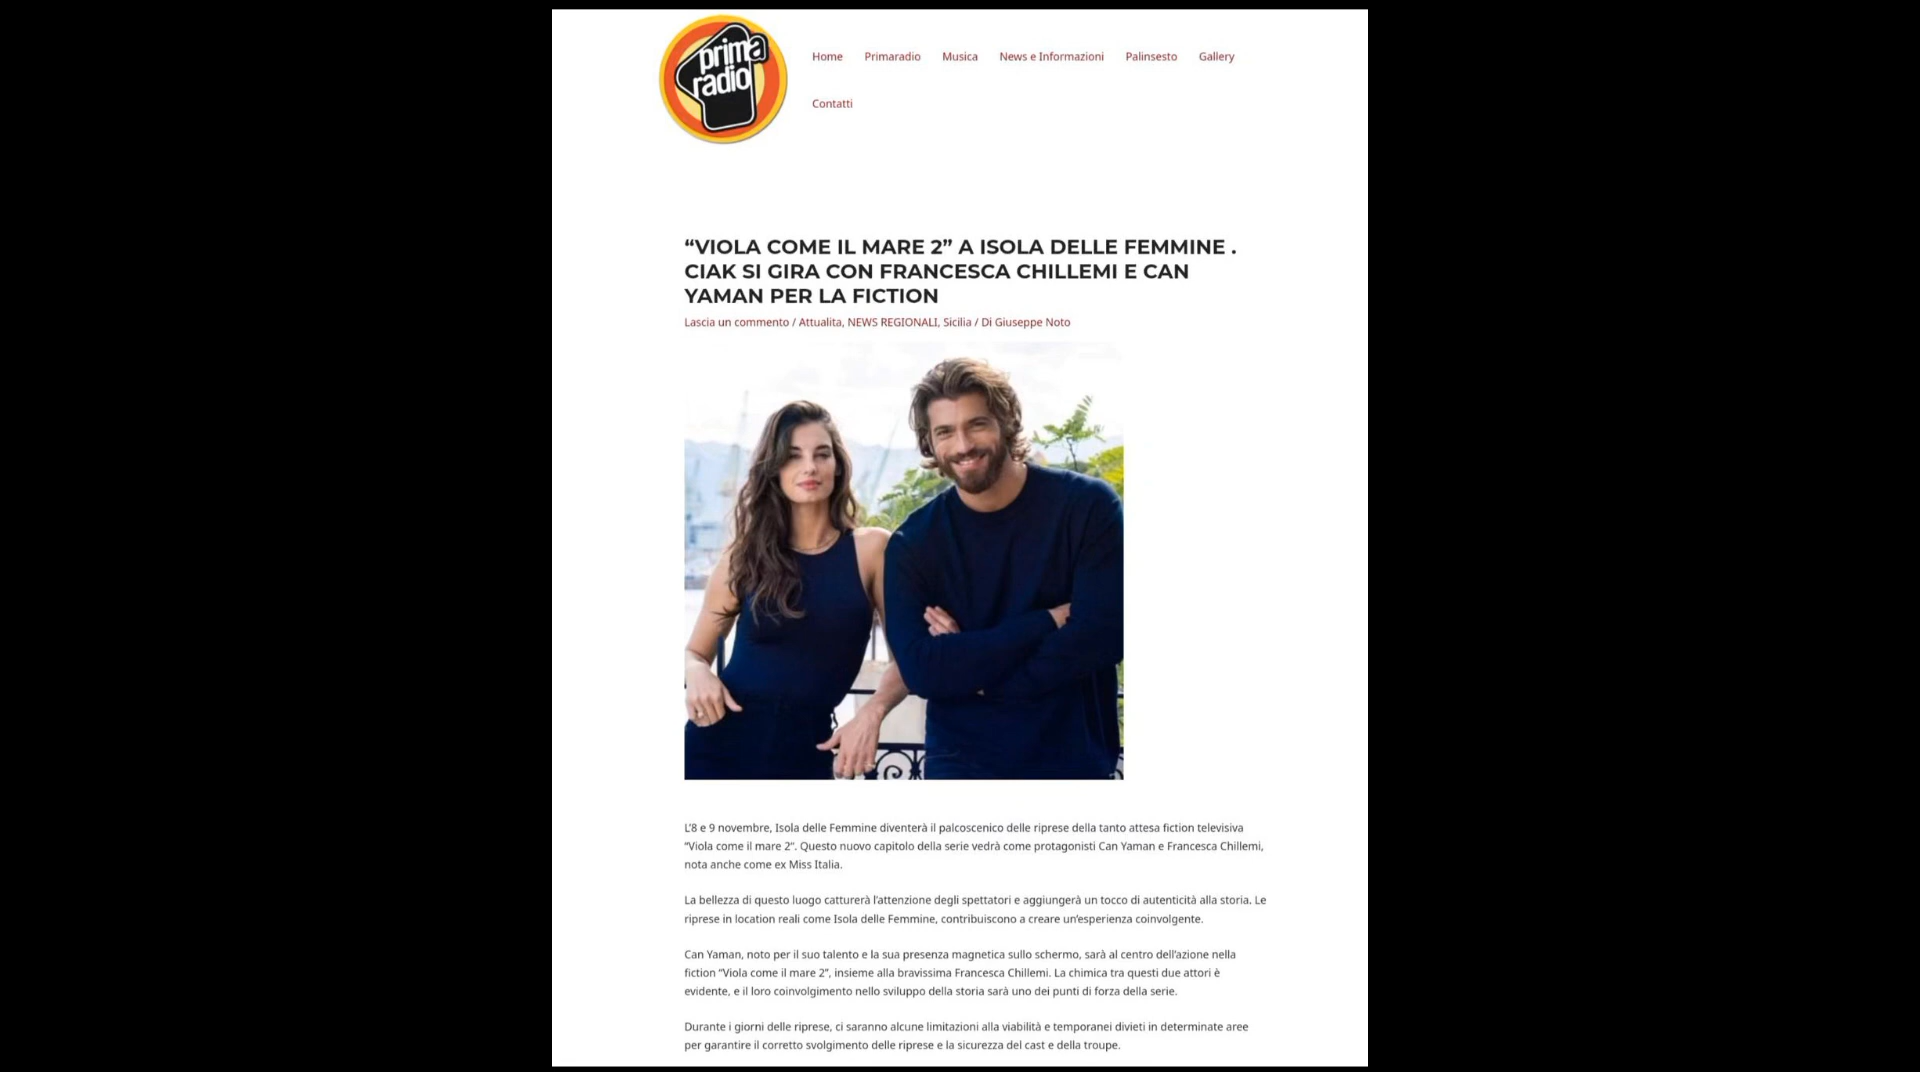 prima
radio
Home Primaradio Musica News e Informazioni Palinsesto Gallery
Contatti
“VIOLA COME IL MARE 2” A ISOLA DELLE FEMMINE .
CIAK SI GIRA CON FRANCESCA CHILLEMI E CAN
YAMAN PER LA FICTION
Lascia un commento / Attualita, NEWS REGIONALI, Sicilia / Di Giuseppe Noto
L’8 e 9 novembre, Isola delle Femmine diventerà il palcoscenico delle riprese della tanto attesa fiction televisiva
“Viola come il mare 2”. Questo nuovo capitolo della serie vedrà come protagonisti Can Yaman e Francesca Chillemi,
nota anche come ex Miss Italia.
La bellezza di questo luogo catturerà l’attenzione degli spettatori e aggiungerà un tocco di autenticità alla storia. Le
riprese in location reali come Isola delle Femmine, contribuiscono a creare un’esperienza coinvolgente.
Can Yaman, noto per il suo talento e la sua presenza magnetica sullo schermo, sarà al centro dell’azione nella
fiction “Viola come il mare 2”, insieme alla bravissima Francesca Chillemi. La chimica tra questi due attori è
evidente, e il loro coinvolgimento nello sviluppo della storia sarà uno dei punti di forza della serie.
Durante i giorni delle riprese, ci saranno alcune limitazioni alla viabilità e temporanei divieti in determinate aree
per garantire il corretto svolgimento delle riprese e la sicurezza del cast e della troupe.